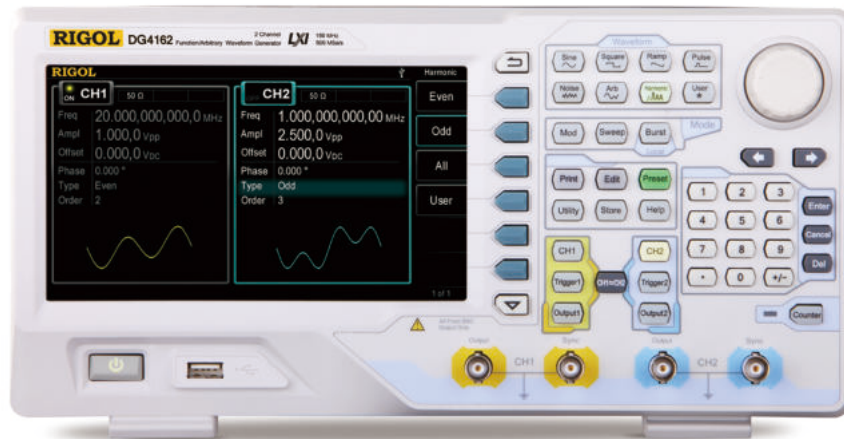 RIGOL DG4162 Function/Arbitrary Waveform Generator 2 Channel LXI 160 MHz 500 MSa/s
RIGOL Harmonic
ON CH1 50 Ω
Freq 20.000,000,000,0 MHz
Ampl 1.000,0 Vpp
Offset 0.000,0 VDC
Phase 0.000 °
Type Even
Order 2
CH2 50 Ω
Freq 1.000,000,000,00 MHz
Ampl 2.500,0 Vpp
Offset 0.000,0 VDC
Phase 0.000 °
Type Odd
Order 3
Even
Odd
All
User
1 of 1
Waveform
Sine Square Ramp Pulse
Noise Arb Harmonic User
Mod Sweep Burst Mode
Print Edit Preset
Utility Store Help
CH1 CH2
Trigger1 CH1⇌CH2 Trigger2
Output1 Output2
1 2 3 Enter
4 5 6 Cancel
7 8 9 Del
. 0 +/-
Counter
Output Sync Output Sync
CH1 CH2